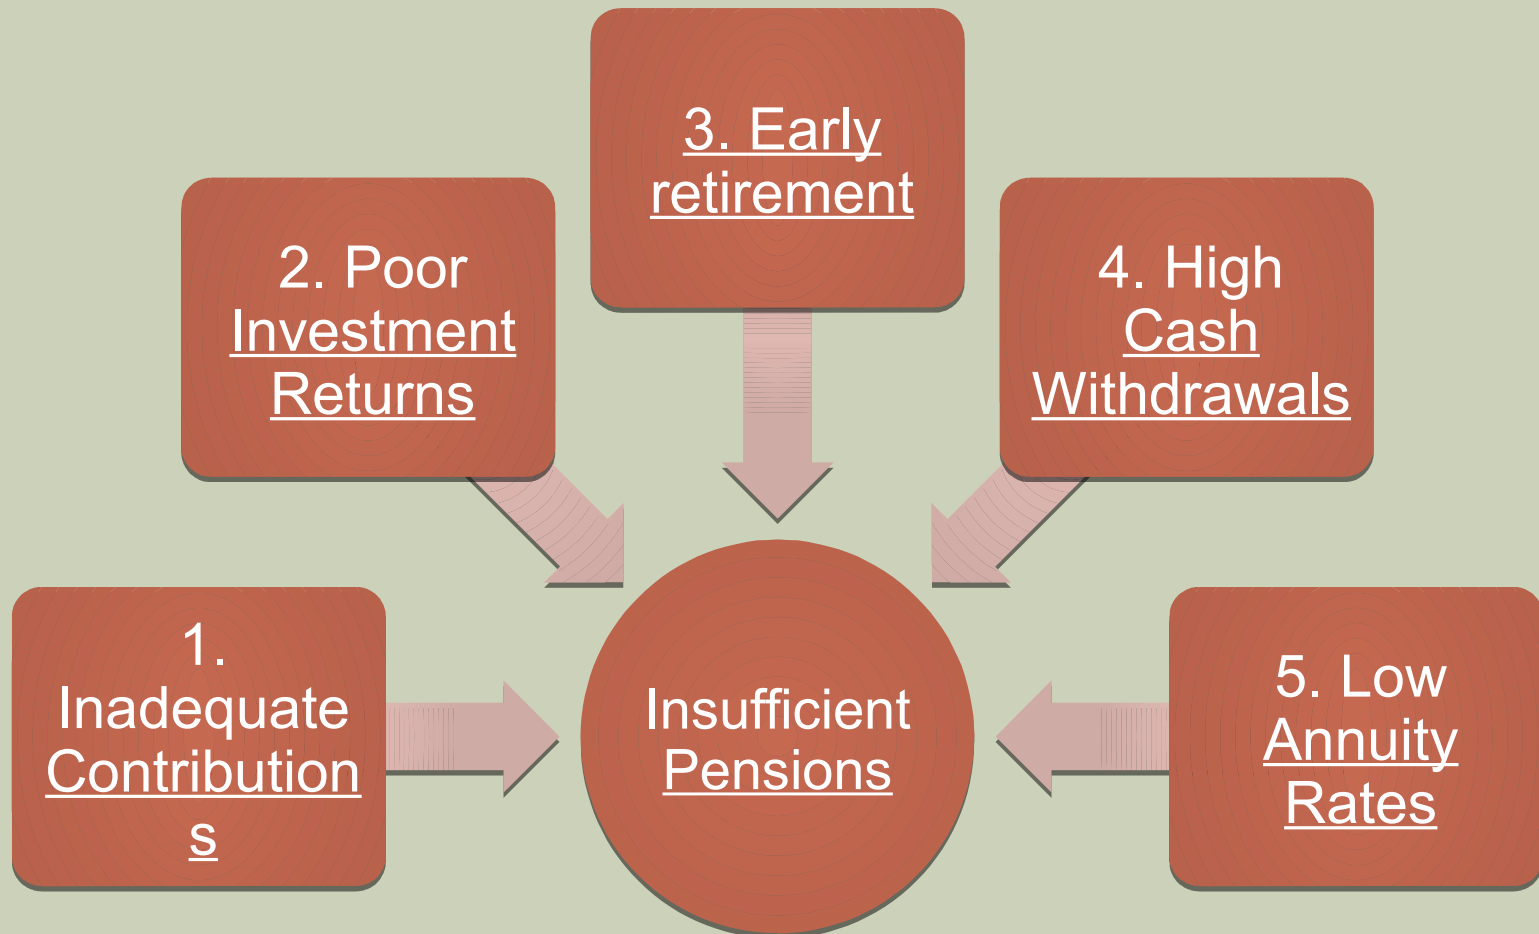 1.
Inadequate
Contribution
s
2. Poor
Investment
Returns
3. Early
retirement
4. High
Cash
Withdrawals
5. Low
Annuity
Rates
Insufficient
Pensions